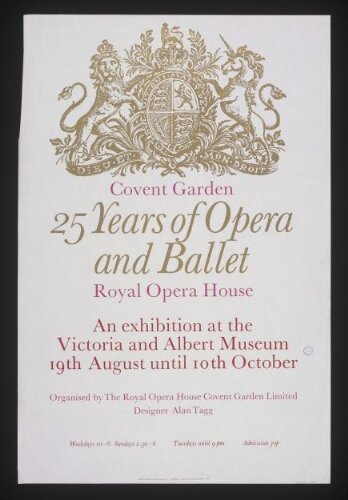 DIEU ET MON DROIT
Covent Garden
25 Years of Opera
and Ballet
Royal Opera House
An exhibition at the
Victoria and Albert Museum
19th August until 10th October
Organised by The Royal Opera House Covent Garden Limited
Designer Alan Tagg
Weekdays 10-6 Sundays 2.30-6 Tuesdays until 9 pm. Admission 30p